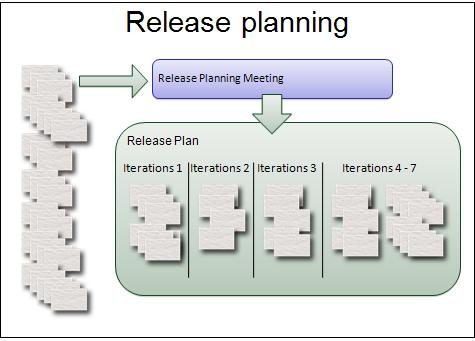 Release planning
Release Planning Meeting
Release Plan
Iterations 1
Iterations 2
Iterations 3
Iterations 4 - 7